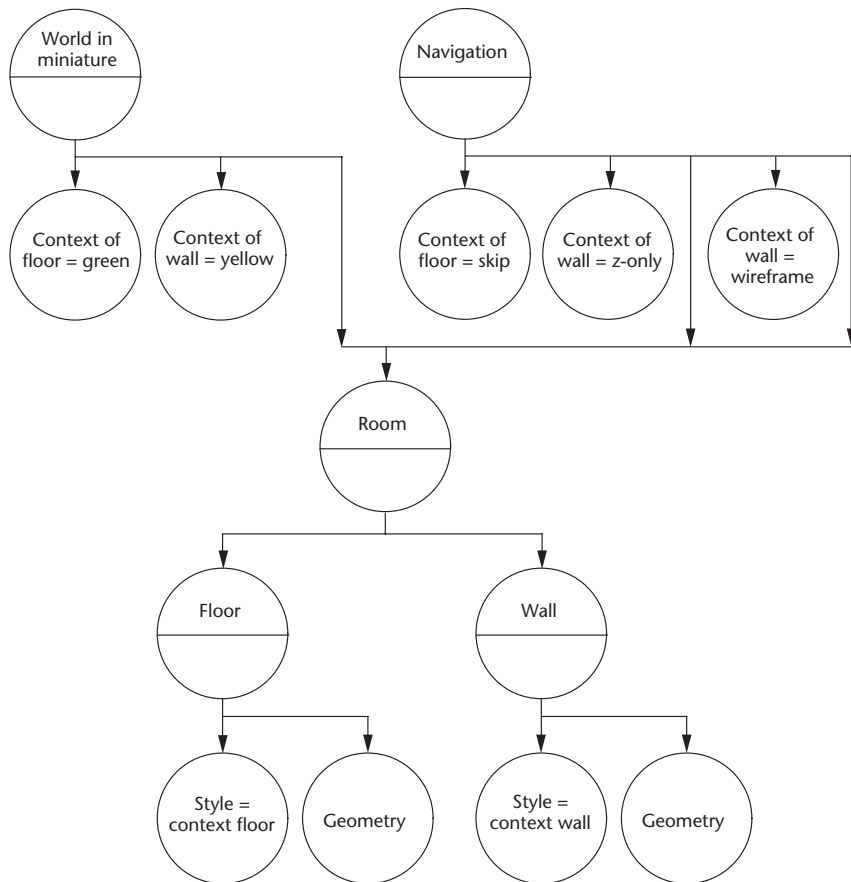 World in
miniature
Navigation
Context of
floor = green
Context of
wall = yellow
Context of
floor = skip
Context of
wall = z-only
Context of
wall =
wireframe
Room
Floor
Wall
Style =
context floor
Geometry
Style =
context wall
Geometry